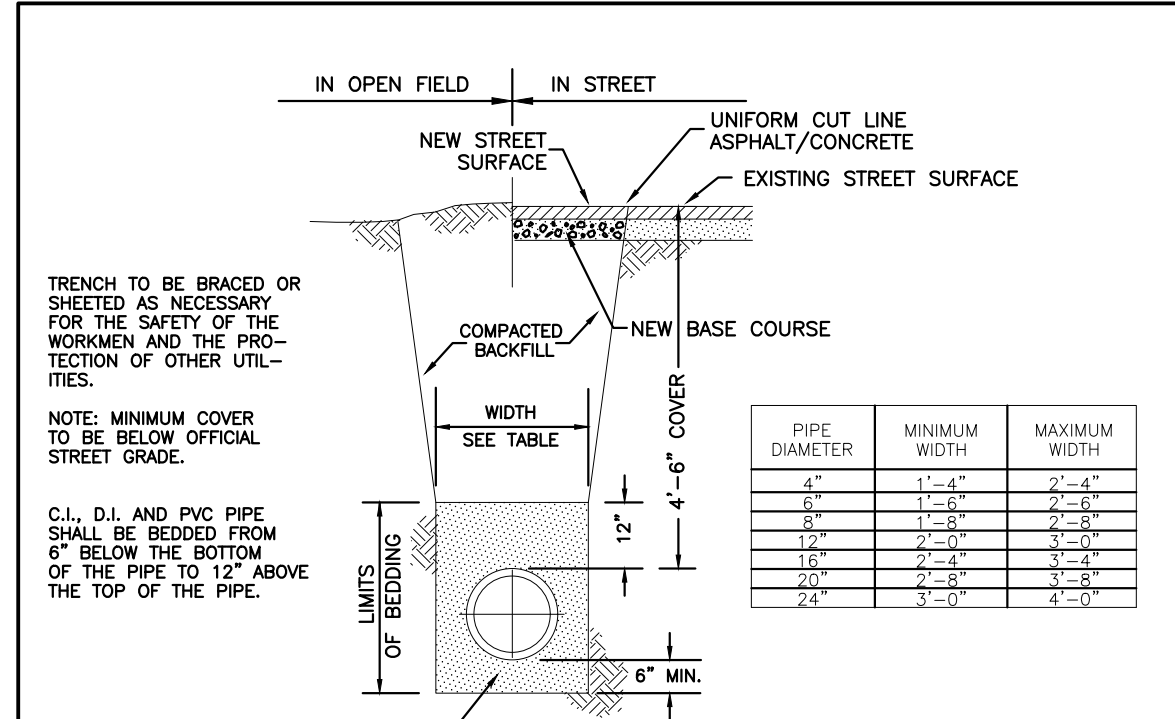 IN OPEN FIELD
IN STREET
UNIFORM CUT LINE
ASPHALT/CONCRETE
NEW STREET
SURFACE
EXISTING STREET SURFACE
TRENCH TO BE BRACED OR
SHEETED AS NECESSARY
FOR THE SAFETY OF THE
WORKMEN AND THE PRO-
TECTION OF OTHER UTIL-
ITIES.
NOTE: MINIMUM COVER
TO BE BELOW OFFICIAL
STREET GRADE.
C.I., D.I. AND PVC PIPE
SHALL BE BEDDED FROM
6" BELOW THE BOTTOM
OF THE PIPE TO 12" ABOVE
THE TOP OF THE PIPE.
COMPACTED
BACKFILL
NEW BASE COURSE
WIDTH
SEE TABLE
4'-6" COVER
12"
LIMITS
OF BEDDING
6" MIN.
PIPE DIAMETER MINIMUM WIDTH MAXIMUM WIDTH
4" 1'-4" 2'-4"
6" 1'-6" 2'-6"
8" 1'-8" 2'-8"
12" 2'-0" 3'-0"
16" 2'-4" 3'-4"
20" 2'-8" 3'-8"
24" 3'-0" 4'-0"